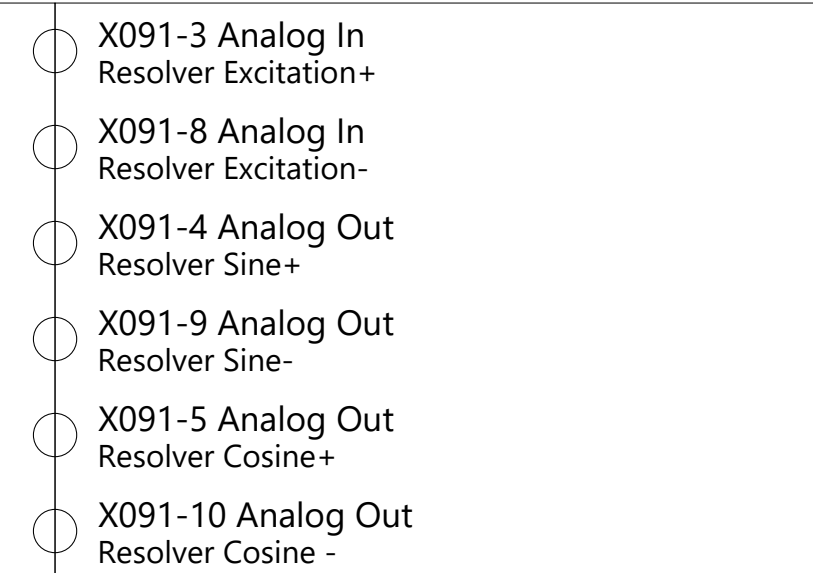 X091-3 Analog In
Resolver Excitation+
X091-8 Analog In
Resolver Excitation-
X091-4 Analog Out
Resolver Sine+
X091-9 Analog Out
Resolver Sine-
X091-5 Analog Out
Resolver Cosine+
X091-10 Analog Out
Resolver Cosine -